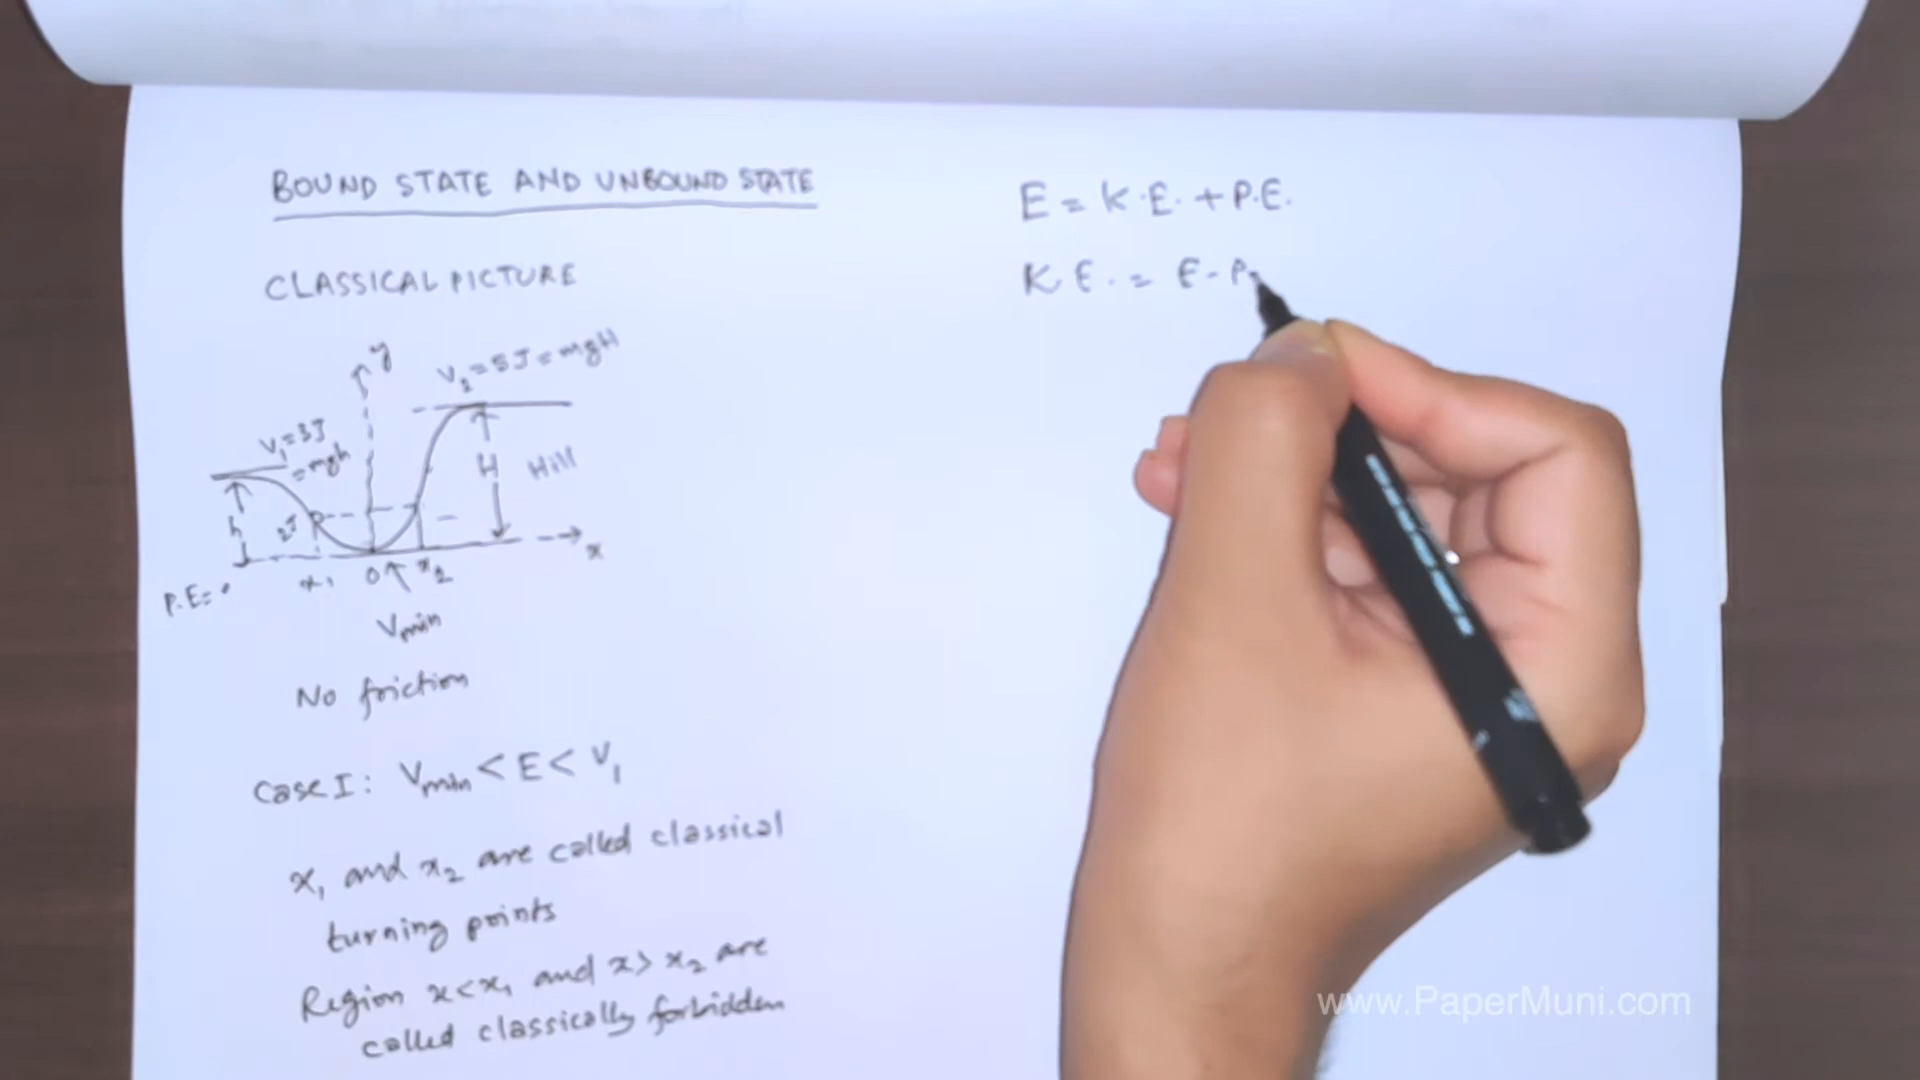 BOUND STATE AND UNBOUND STATE
CLASSICAL PICTURE
y
V₂ = 5J = mgH
V₁ = 3J
= mgh
H
Hill
h
2J
x
P.E =
x₁ 0 x₂
Vmin
No friction
Case I: Vmin < E < V₁
x₁ and x₂ are called classical
turning points
Region x<x₁ and x> x₂ are
called classically forbidden
E = K.E. + P.E.
K E. = E - P
www.PaperMuni.com